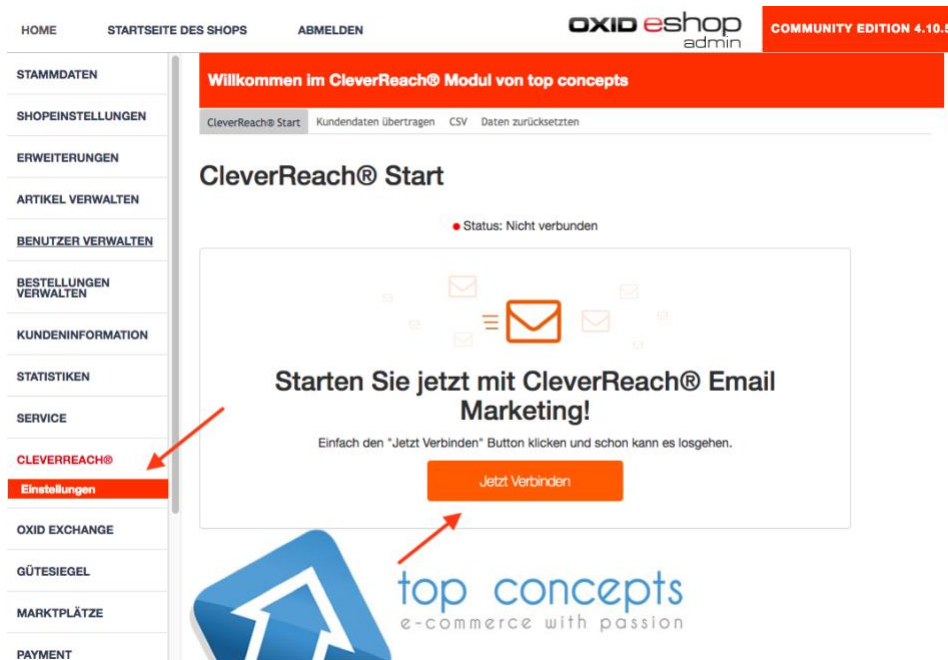 HOME STARTSEITE DES SHOPS ABMELDEN
OXID eshop
admin
COMMUNITY EDITION 4.10.5
STAMMDATEN
SHOPEINSTELLUNGEN
ERWEITERUNGEN
ARTIKEL VERWALTEN
BENUTZER VERWALTEN
BESTELLUNGEN
VERWALTEN
KUNDENINFORMATION
STATISTIKEN
SERVICE
CLEVERREACH®
Einstellungen
OXID EXCHANGE
GÜTESIEGEL
MARKTPLÄTZE
PAYMENT
Willkommen im CleverReach® Modul von top concepts
CleverReach® Start Kundendaten übertragen CSV Daten zurücksetzten
CleverReach® Start
Status: Nicht verbunden
Starten Sie jetzt mit CleverReach® Email
Marketing!
Einfach den "Jetzt Verbinden" Button klicken und schon kann es losgehen.
Jetzt Verbinden
top concepts
e-commerce with passion